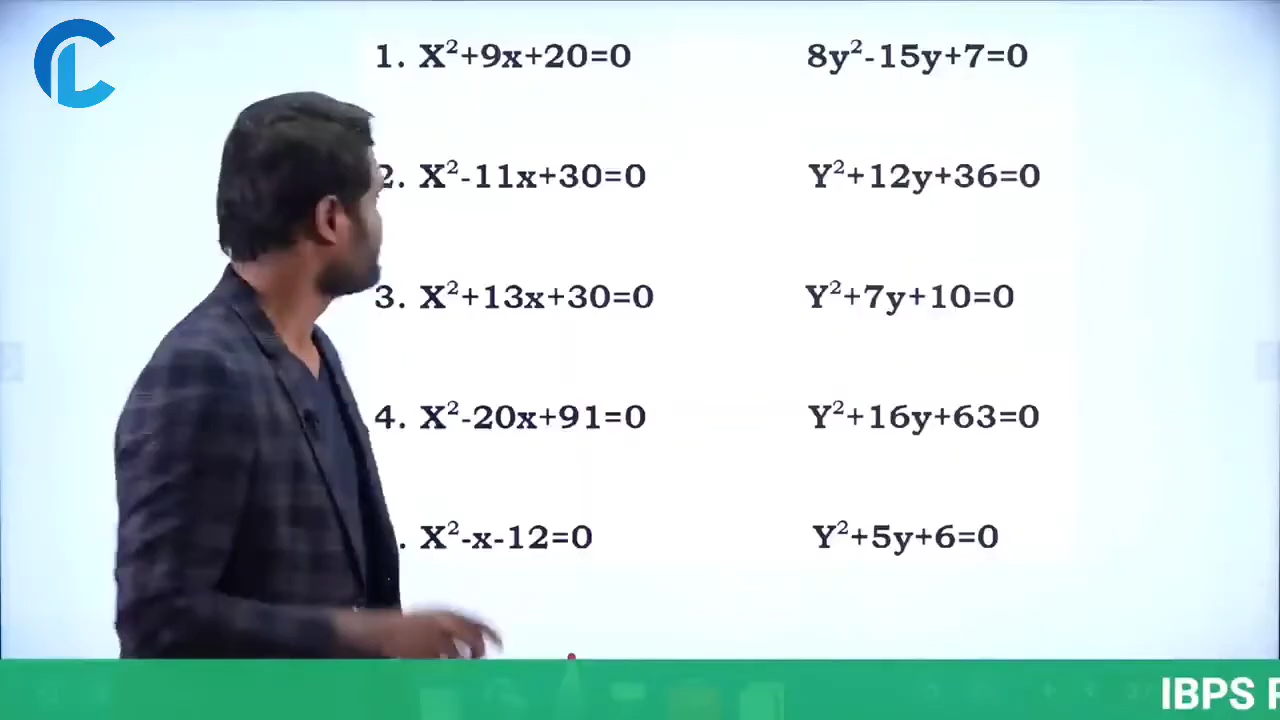 1. X²+9x+20=0 8y²-15y+7=0
2. X²-11x+30=0 Y²+12y+36=0
3. X²+13x+30=0 Y²+7y+10=0
4. X²-20x+91=0 Y²+16y+63=0
. X²-x-12=0 Y²+5y+6=0
IBPS